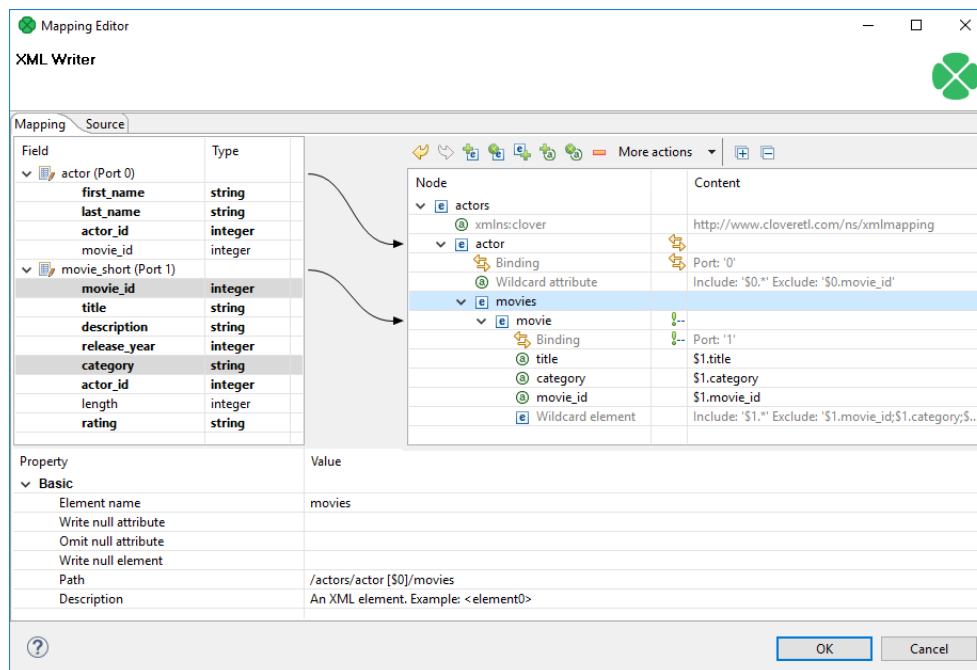 Mapping Editor
XML Writer
Mapping Source
Field Type
actor (Port 0)
first_name string
last_name string
actor_id integer
movie_id integer
movie_short (Port 1)
movie_id integer
title string
description string
release_year integer
category string
actor_id integer
length integer
rating string
More actions
Node Content
actors
xmlns:clover http://www.cloveretl.com/ns/xmlmapping
actor
Binding Port: '0'
Wildcard attribute Include: '$0.*' Exclude: '$0.movie_id'
movies
movie
Binding Port: '1'
title $1.title
category $1.category
movie_id $1.movie_id
Wildcard element Include: '$1.*' Exclude: '$1.movie_id;$1.category;$...
Property Value
Basic
Element name movies
Write null attribute
Omit null attribute
Write null element
Path /actors/actor [$0]/movies
Description An XML element. Example: <element0>
OK Cancel